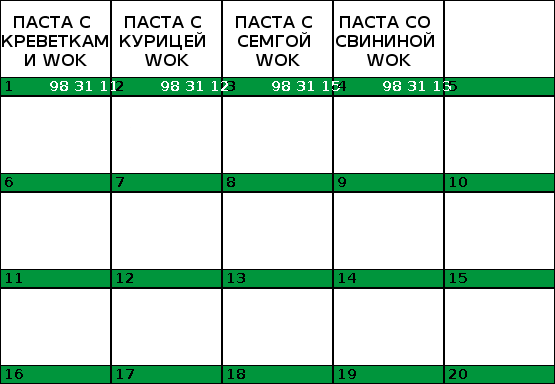 ПАСТА С
КРЕВЕТКАМ
И WOK
ПАСТА С
КУРИЦЕЙ
WOK
ПАСТА С
СЕМГОЙ
WOK
ПАСТА СО
СВИНИНОЙ
WOK
1 98 31 11
2 98 31 12
3 98 31 15
4 98 31 13
5
6
7
8
9
10
11
12
13
14
15
16
17
18
19
20